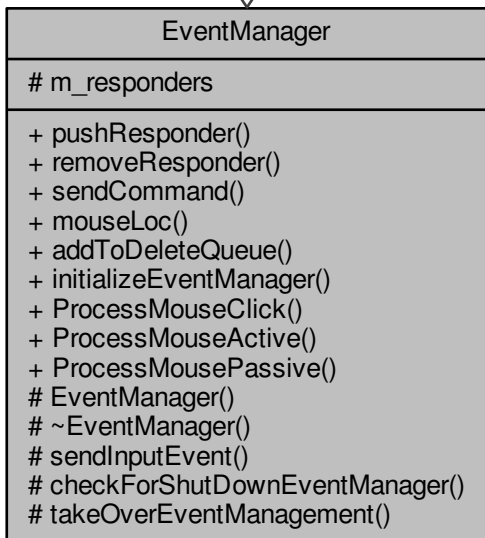 EventManager
# m_responders
+ pushResponder()
+ removeResponder()
+ sendCommand()
+ mouseLoc()
+ addToDeleteQueue()
+ initializeEventManager()
+ ProcessMouseClick()
+ ProcessMouseActive()
+ ProcessMousePassive()
# EventManager()
# ~EventManager()
# sendInputEvent()
# checkForShutDownEventManager()
# takeOverEventManagement()